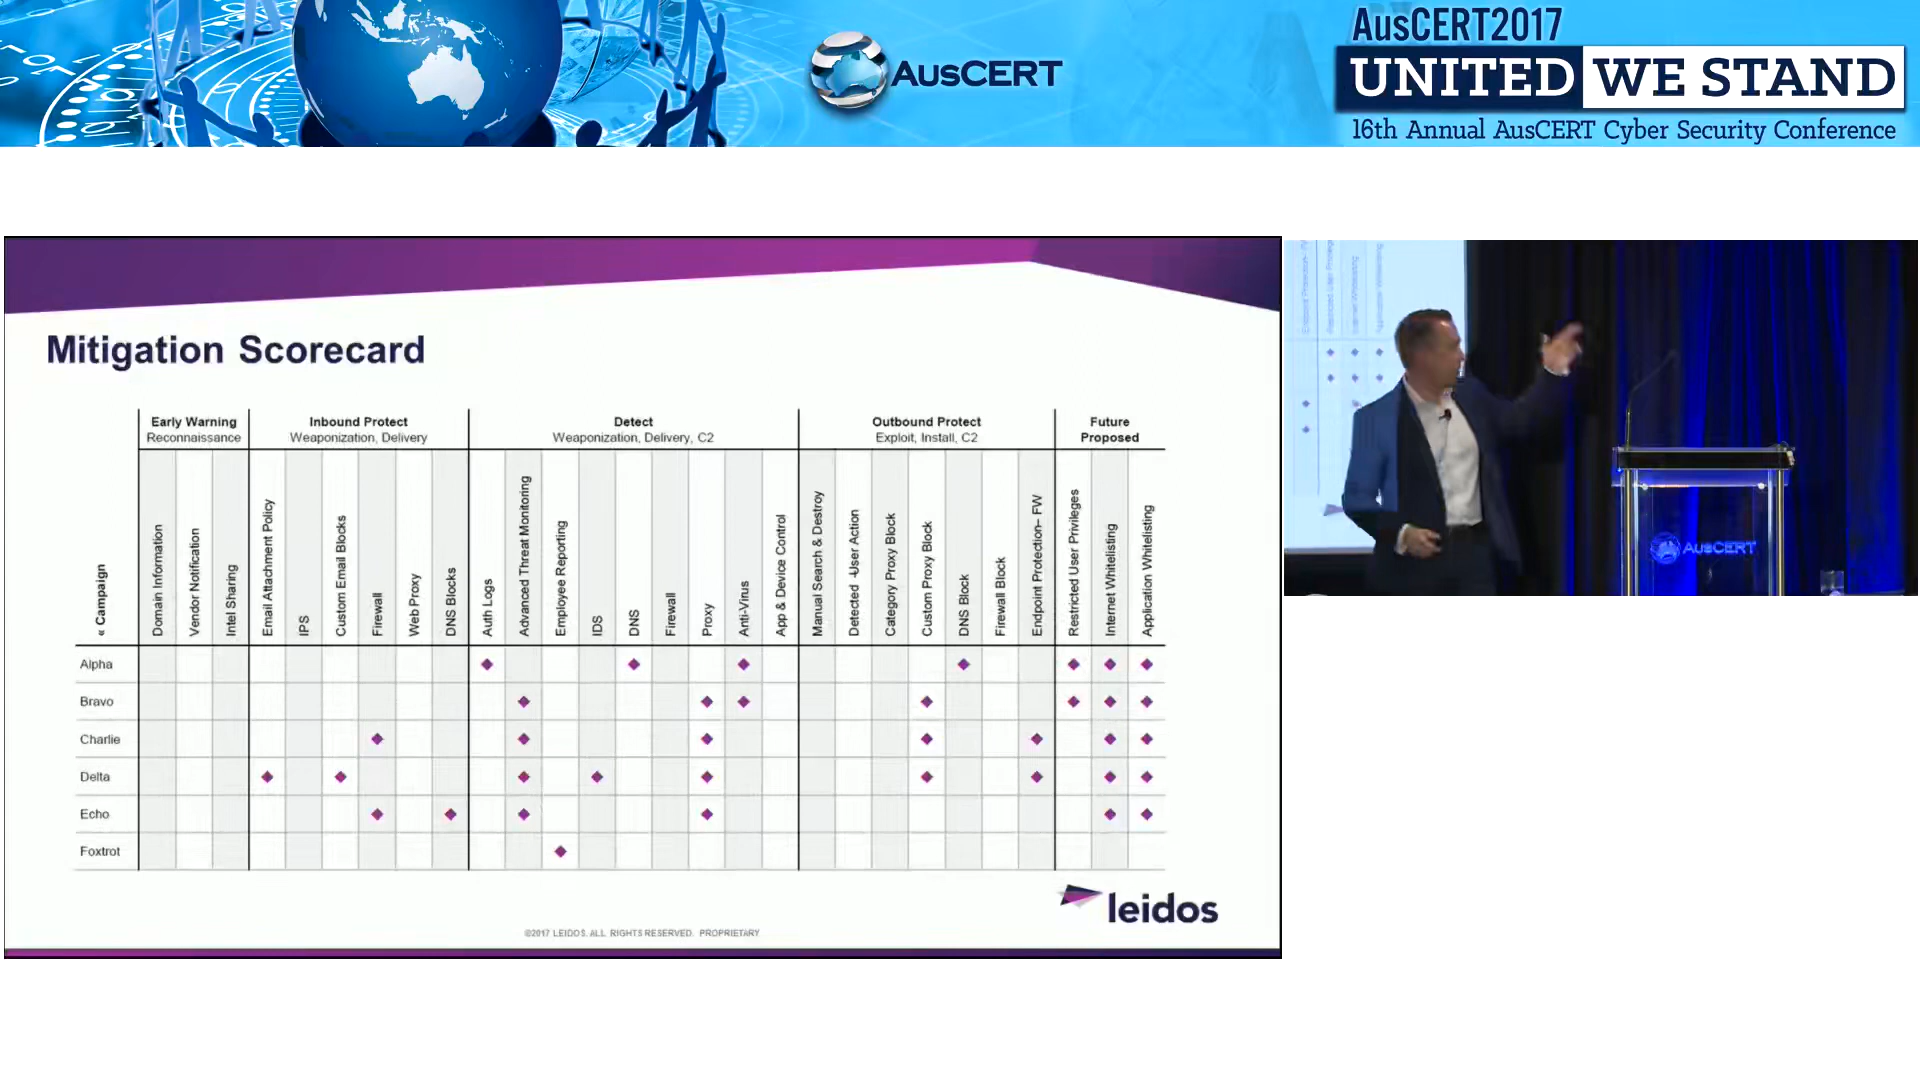 AusCERT2017
AusCERT
UNITED WE STAND
16th Annual AusCERT Cyber Security Conference
Mitigation Scorecard
Early Warning
Reconnaissance
Inbound Protect
Weaponization, Delivery
Detect
Weaponization, Delivery, C2
Outbound Protect
Exploit, Install, C2
Future
Proposed
« Campaign
Domain Information
Vendor Notification
Intel Sharing
Email Attachment Policy
IPS
Custom Email Blocks
Firewall
Web Proxy
DNS Blocks
Auth Logs
Advanced Threat Monitoring
Employee Reporting
IDS
DNS
Firewall
Proxy
Anti-Virus
App & Device Control
Manual Search & Destroy
Detected -User Action
Category Proxy Block
Custom Proxy Block
DNS Block
Firewall Block
Endpoint Protection– FW
Restricted User Privileges
Internet Whitelisting
Application Whitelisting
Alpha
Bravo
Charlie
Delta
Echo
Foxtrot
leidos
©2017 LEIDOS. ALL RIGHTS RESERVED. PROPRIETARY
AusCERT